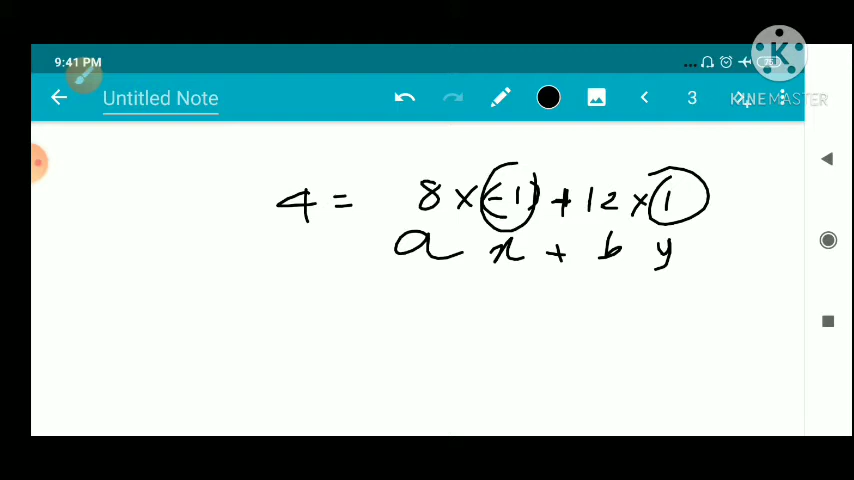 9:41 PM
K
KINEMASTER
Untitled Note
3
4 = 8 × (-1) + 12 × 1
a x + b y